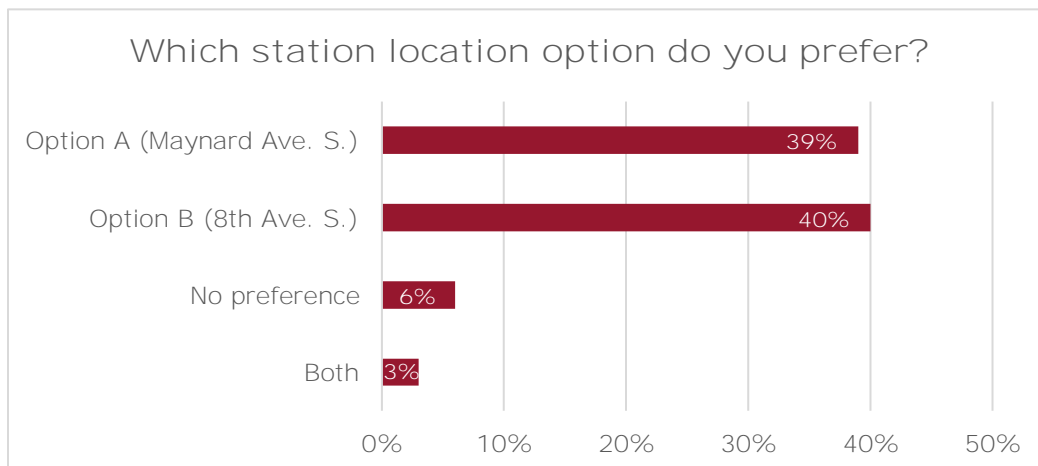 Which station location option do you prefer?
Option A (Maynard Ave. S.)
39%
Option B (8th Ave. S.)
40%
No preference
6%
Both
3%
0% 10% 20% 30% 40% 50%